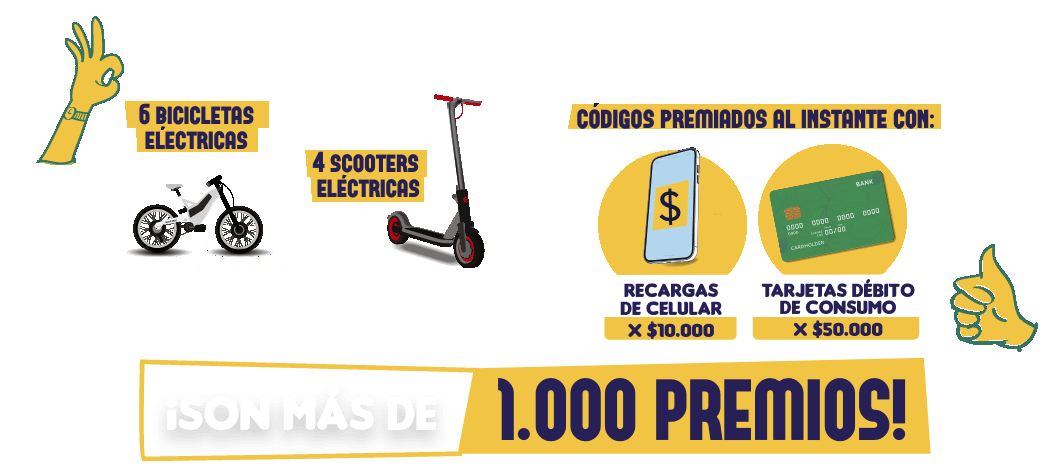 6 BICICLETAS
ELÉCTRICAS
4 SCOOTERS
ELÉCTRICAS
CÓDIGOS PREMIADOS AL INSTANTE CON:
$
BANK
0000 0000 0000 0000
00/00
CARDHOLDER
RECARGAS
DE CELULAR
X $10.000
TARJETAS DÉBITO
DE CONSUMO
X $50.000
¡SON MÁS DE
1.000 PREMIOS!